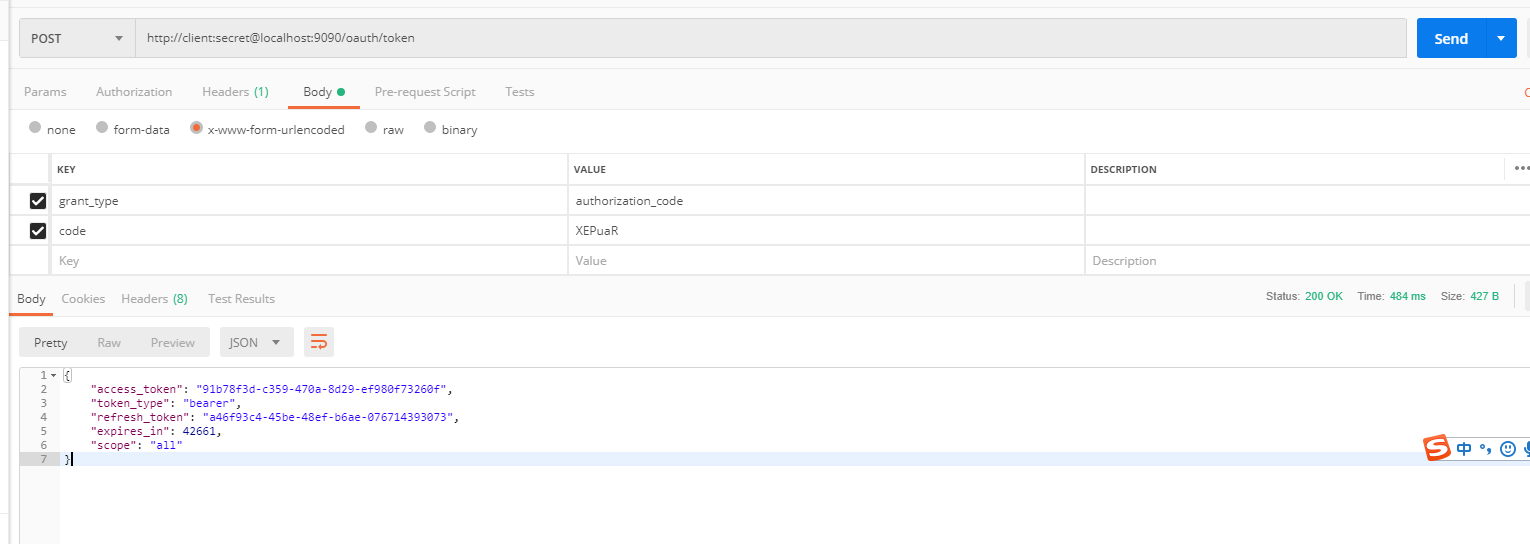 POST http://client:secret@localhost:9090/oauth/token Send
Params Authorization Headers (1) Body Pre-request Script Tests
none form-data x-www-form-urlencoded raw binary
KEY VALUE DESCRIPTION
grant_type authorization_code
code XEPuaR
Key Value Description
Body Cookies Headers (8) Test Results Status: 200 OK Time: 484 ms Size: 427 B
Pretty Raw Preview JSON
1 {
2 "access_token": "91b78f3d-c359-470a-8d29-ef980f73260f",
3 "token_type": "bearer",
4 "refresh_token": "a46f93c4-45be-48ef-b6ae-076714393073",
5 "expires_in": 42661,
6 "scope": "all"
7 }
S 中 °,